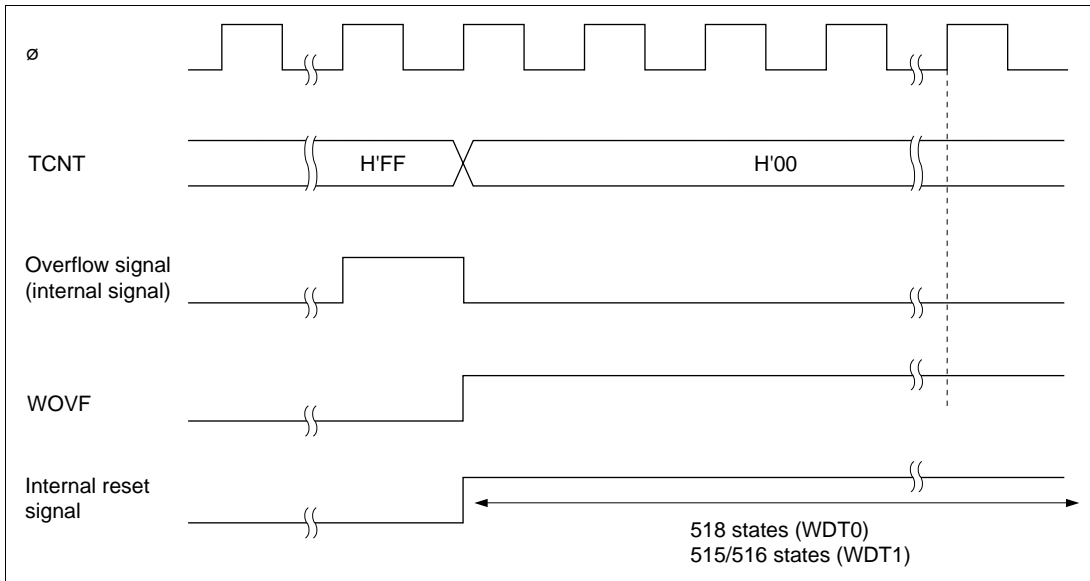 ø
TCNT
H'FF
H'00
Overflow signal
(internal signal)
WOVF
Internal reset
signal
518 states (WDT0)
515/516 states (WDT1)